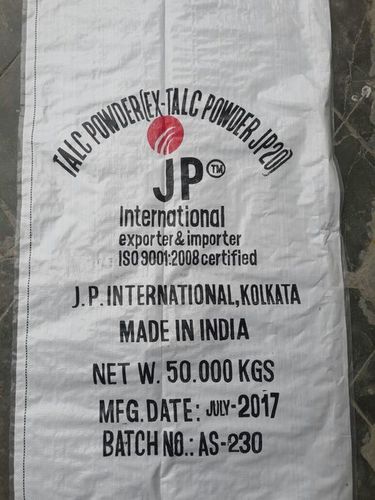 TALC POWDER(EX-TALC POWDER JP20)
JP™
International
exporter & importer
ISO 9001:2008 certified
J.P. INTERNATIONAL, KOLKATA
MADE IN INDIA
NET W. 50.000 KGS
MFG. DATE: JULY-2017
BATCH NO.: AS-230